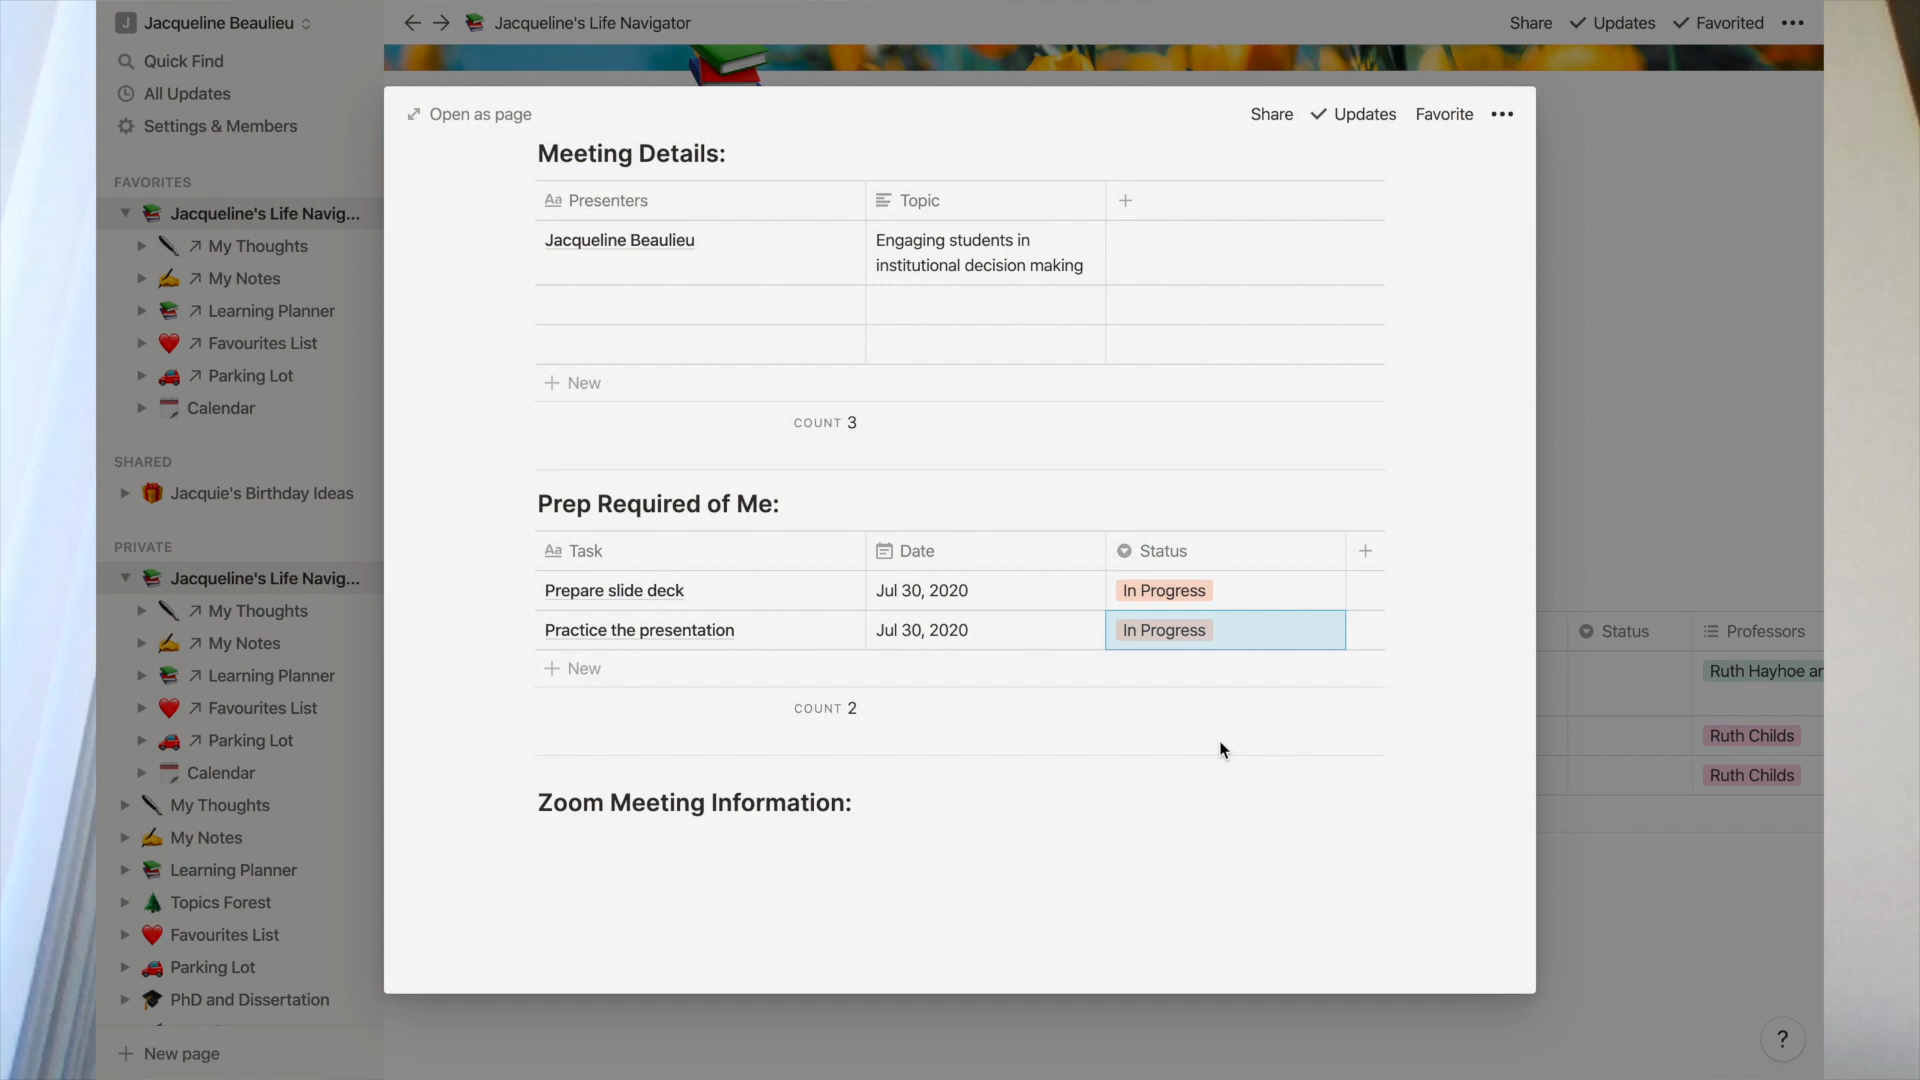 J Jacqueline Beaulieu
Quick Find
All Updates
Settings & Members
FAVORITES
Jacqueline's Life Navig...
My Thoughts
My Notes
Learning Planner
Favourites List
Parking Lot
Calendar
SHARED
Jacquie's Birthday Ideas
PRIVATE
Jacqueline's Life Navig...
My Thoughts
My Notes
Learning Planner
Favourites List
Parking Lot
Calendar
My Thoughts
My Notes
Learning Planner
Topics Forest
Favourites List
Parking Lot
PhD and Dissertation
New page
Jacqueline's Life Navigator
Share Updates Favorited
Open as page
Share Updates Favorite
Meeting Details:
Aa Presenters Topic
Jacqueline Beaulieu Engaging students in
institutional decision making
New
COUNT 3
Prep Required of Me:
Aa Task Date Status
Prepare slide deck Jul 30, 2020 In Progress
Practice the presentation Jul 30, 2020 In Progress
New
COUNT 2
Zoom Meeting Information:
Status Professors
Ruth Hayhoe
Ruth Childs
Ruth Childs
?